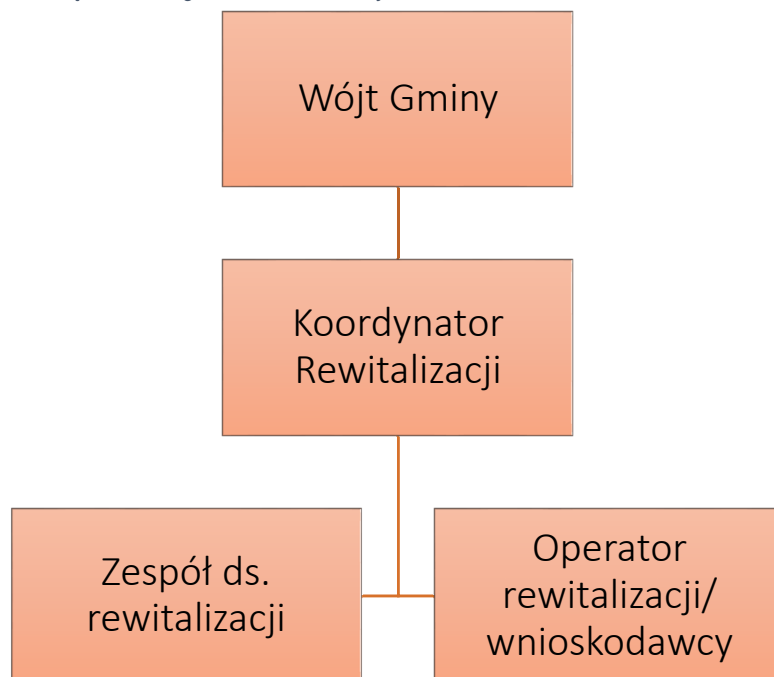 Wójt Gminy
Koordynator
Rewitalizacji
Zespół ds.
rewitalizacji
Operator
rewitalizacji/
wnioskodawcy